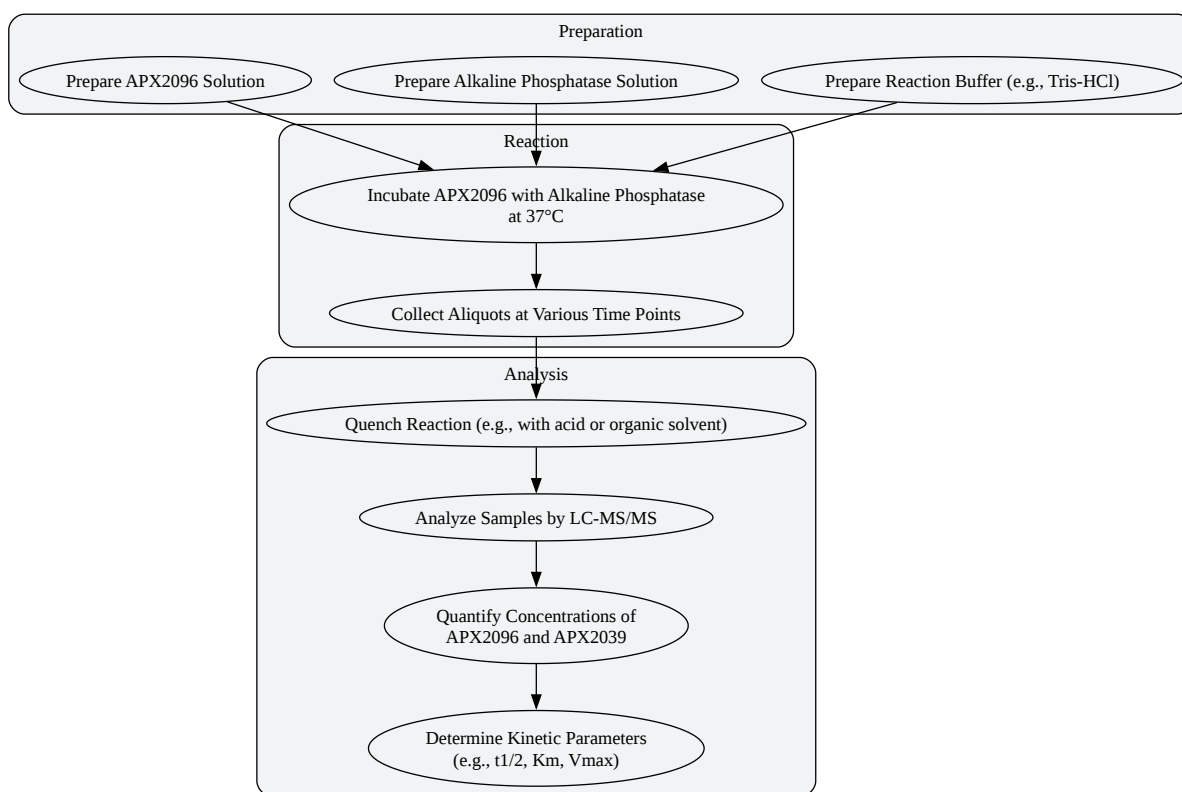 Preparation
Prepare APX2096 Solution
Prepare Alkaline Phosphatase Solution
Prepare Reaction Buffer (e.g., Tris-HCl)
Reaction
Incubate APX2096 with Alkaline Phosphatase
at 37°C
Collect Aliquots at Various Time Points
Analysis
Quench Reaction (e.g., with acid or organic solvent)
Analyze Samples by LC-MS/MS
Quantify Concentrations of
APX2096 and APX2039
Determine Kinetic Parameters
(e.g., t1/2, Km, Vmax)